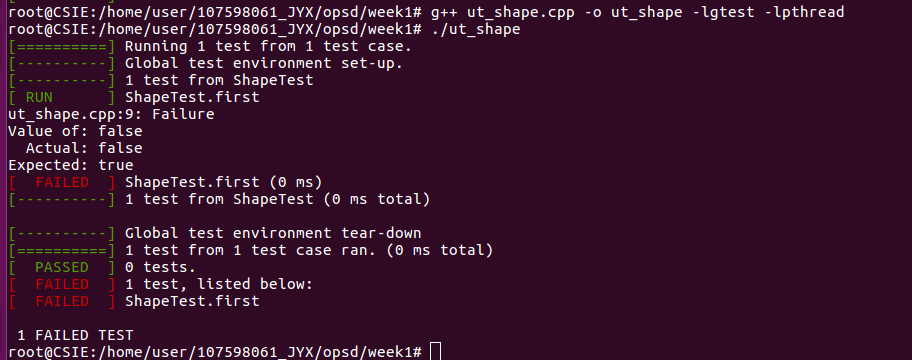 root@CSIE:/home/user/107598061_JYX/opsd/week1# g++ ut_shape.cpp -o ut_shape -lgtest -lpthread
root@CSIE:/home/user/107598061_JYX/opsd/week1# ./ut_shape
[==========] Running 1 test from 1 test case.
[----------] Global test environment set-up.
[----------] 1 test from ShapeTest
[ RUN      ] ShapeTest.first
ut_shape.cpp:9: Failure
Value of: false
  Actual: false
Expected: true
[  FAILED  ] ShapeTest.first (0 ms)
[----------] 1 test from ShapeTest (0 ms total)

[----------] Global test environment tear-down
[==========] 1 test from 1 test case ran. (0 ms total)
[  PASSED  ] 0 tests.
[  FAILED  ] 1 test, listed below:
[  FAILED  ] ShapeTest.first

 1 FAILED TEST
root@CSIE:/home/user/107598061_JYX/opsd/week1#